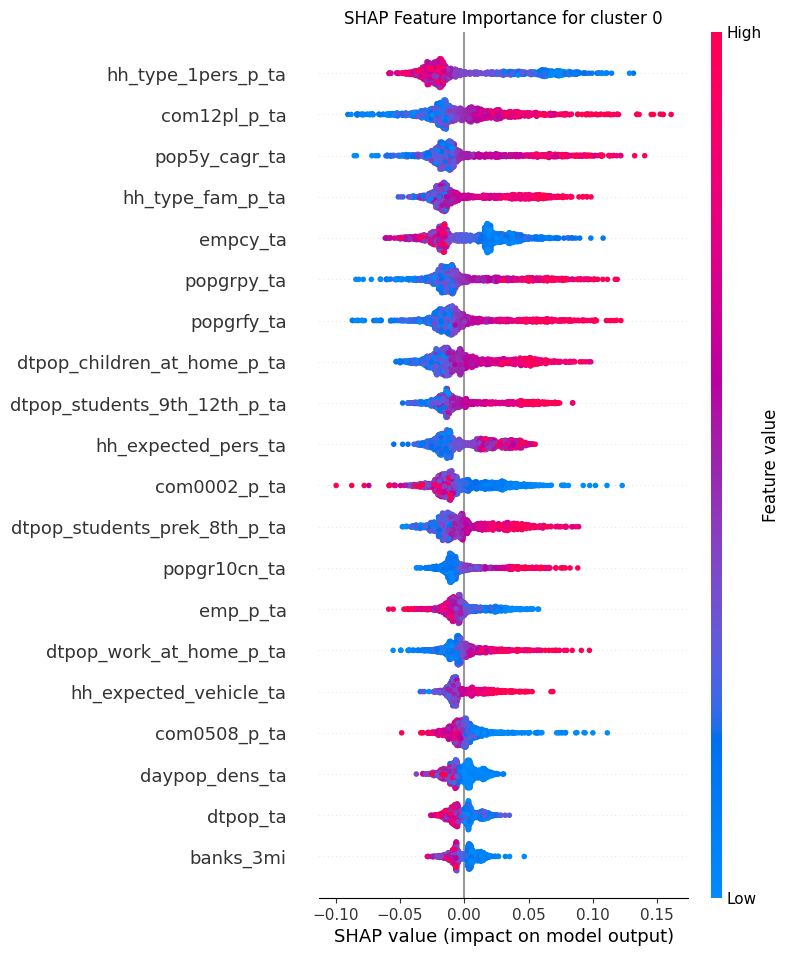 SHAP Feature Importance for cluster 0
High
hh_type_1pers_p_ta
com12pl_p_ta
pop5y_cagr_ta
hh_type_fam_p_ta
empcy_ta
popgrpy_ta
popgrfy_ta
dtpop_children_at_home_p_ta
dtpop_students_9th_12th_p_ta
hh_expected_pers_ta
com0002_p_ta
dtpop_students_prek_8th_p_ta
popgr10cn_ta
emp_p_ta
dtpop_work_at_home_p_ta
hh_expected_vehicle_ta
com0508_p_ta
daypop_dens_ta
dtpop_ta
banks_3mi
Feature value
Low
−0.10 −0.05 0.00 0.05 0.10 0.15
SHAP value (impact on model output)